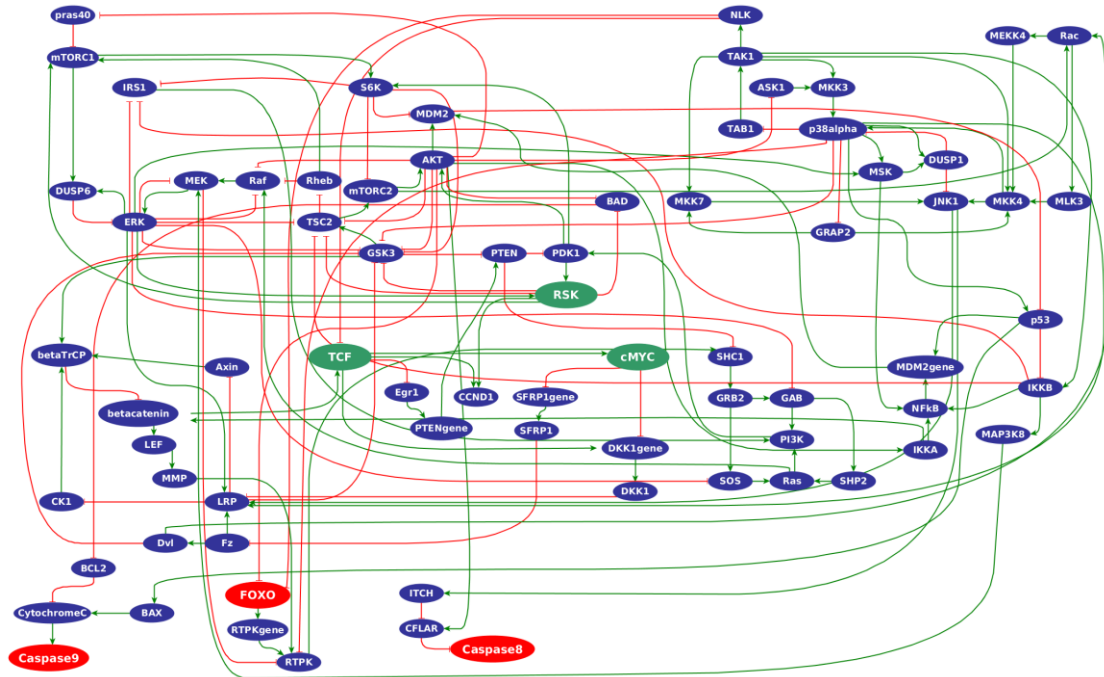 pras40
NLK
mTORC1
TAK1
MEKK4
Rac
IRS1
S6K
ASK1
MKK3
MDM2
TAB1
p38alpha
AKT
DUSP1
MEK
Raf
Rheb
MSK
DUSP6
mTORC2
BAD
MKK7
JNK1
MKK4
MLK3
ERK
TSC2
GRAP2
GSK3
PTEN
PDK1
RSK
p53
betaTrCP
TCF
cMYC
SHC1
Axin
MDM2gene
Egr1
CCND1
SFRP1gene
GRB2
GAB
IKKB
betacatenin
NFkB
PTENgene
SFRP1
MAP3K8
LEF
DKK1gene
PI3K
IKKA
MMP
CK1
LRP
DKK1
SOS
Ras
SHP2
Dvl
Fz
BCL2
FOXO
ITCH
CytochromeC
BAX
RTPKgene
CFLAR
Caspase9
RTPK
Caspase8